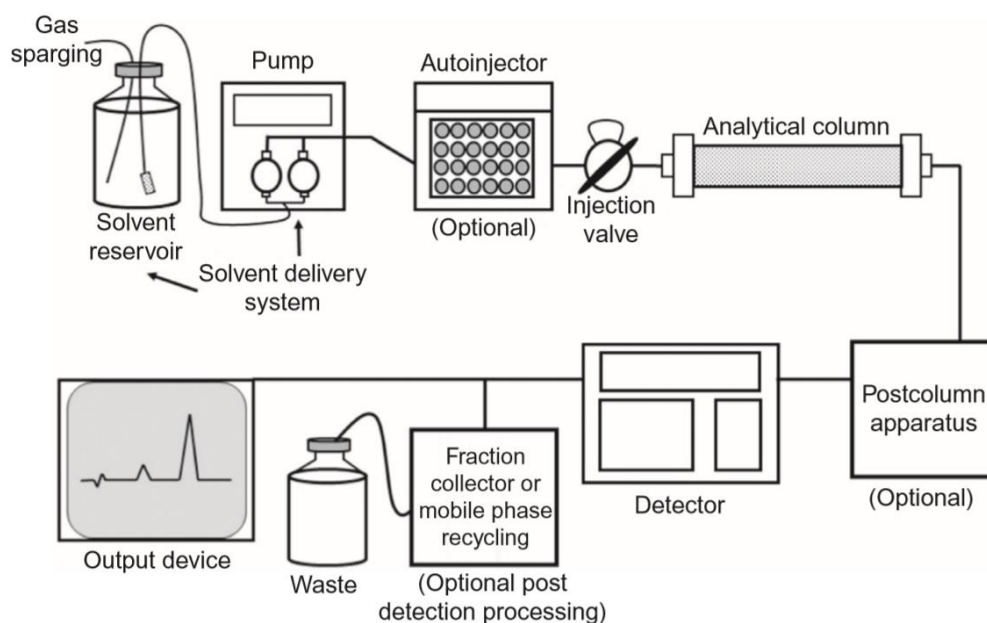 Gas
sparging
Pump
Autoinjector
Analytical column
Solvent
reservoir
(Optional)
Injection
valve
Solvent delivery
system
Postcolumn
apparatus
(Optional)
Detector
Fraction
collector or
mobile phase
recycling
(Optional post
detection processing)
Waste
Output device